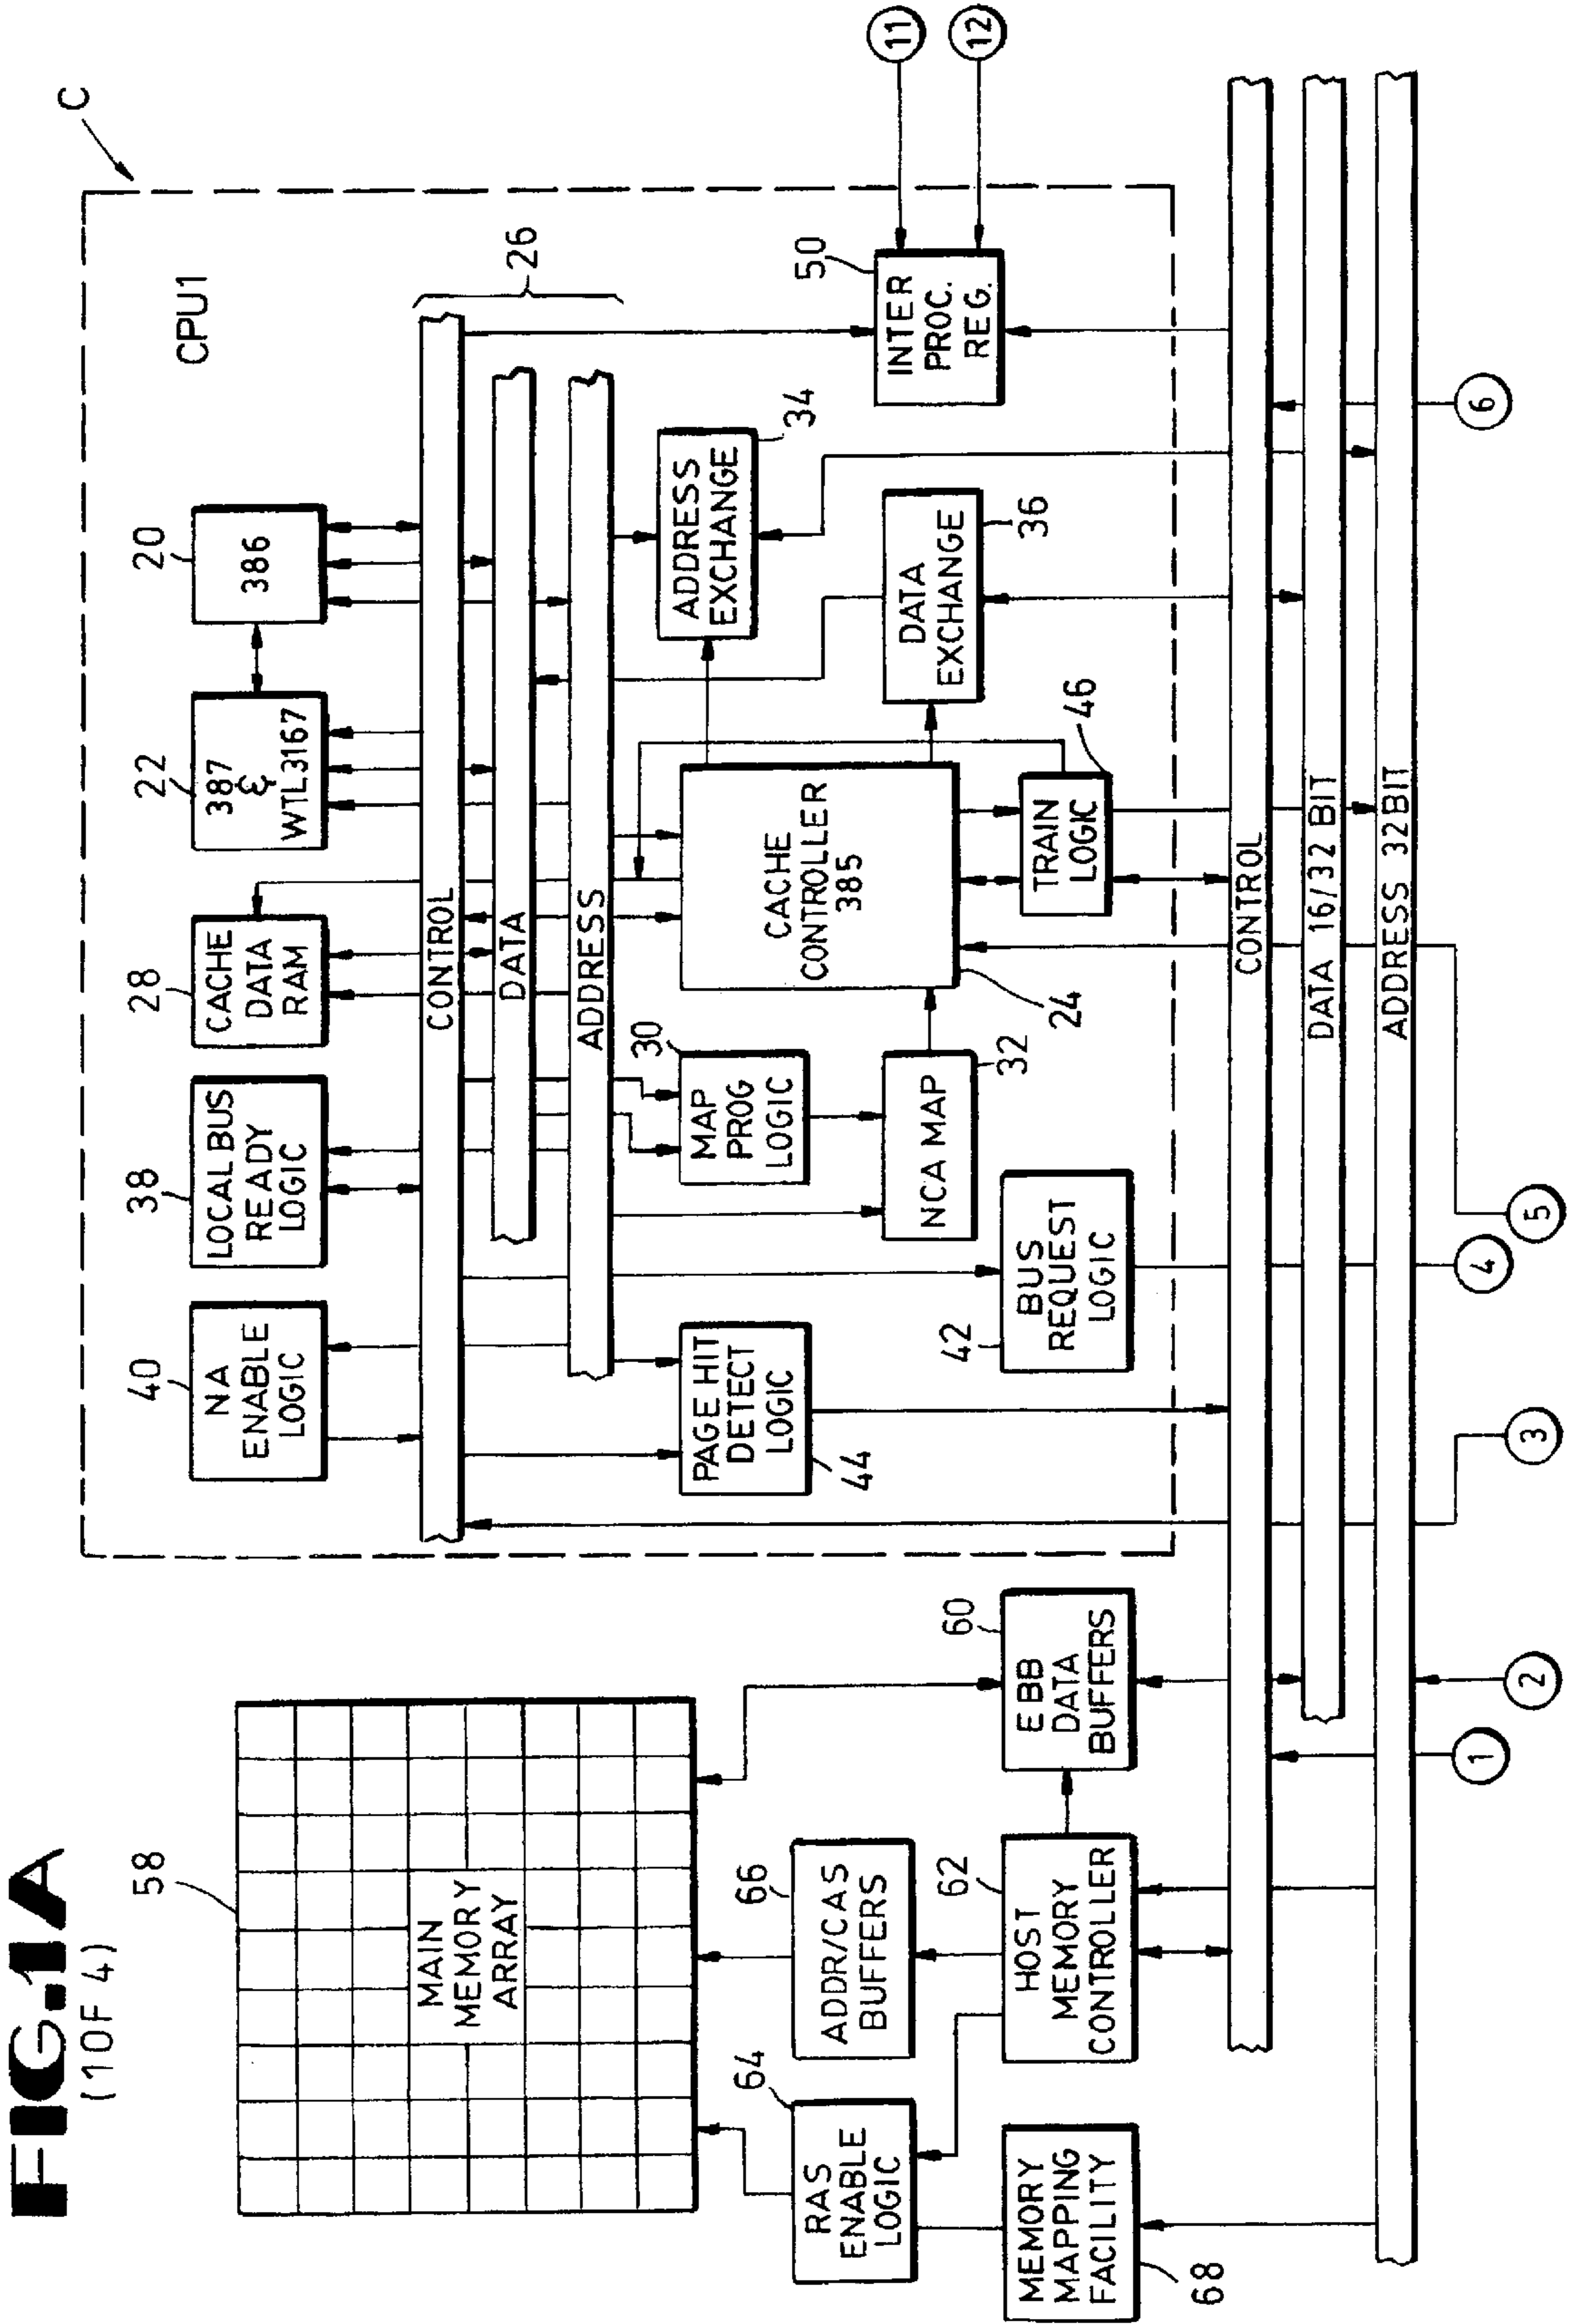 FIG.1A
(1 OF 4)
58
MAIN
MEMORY
ARRAY
64
RAS
ENABLE
LOGIC
66
ADDR/CAS
BUFFERS
MEMORY
MAPPING
FACILITY
68
62
HOST
MEMORY
CONTROLLER
60
EBB
DATA
BUFFERS
C
CPU1
40
NA
ENABLE
LOGIC
38
LOCAL BUS
READY
LOGIC
28
CACHE
DATA
RAM
22
387
&
WTL3167
20
386
26
CONTROL
DATA
ADDRESS
PAGE HIT
DETECT
LOGIC
44
30
MAP
PROG
LOGIC
NCA MAP
32
42
BUS
REQUEST
LOGIC
CACHE
CONTROLLER
385
24
TRAIN
LOGIC
46
ADDRESS
EXCHANGE
34
DATA
EXCHANGE
36
50
INTER
PROC.
REG.
11
12
CONTROL
DATA 16/32 BIT
ADDRESS 32 BIT
1
2
3
4
5
6